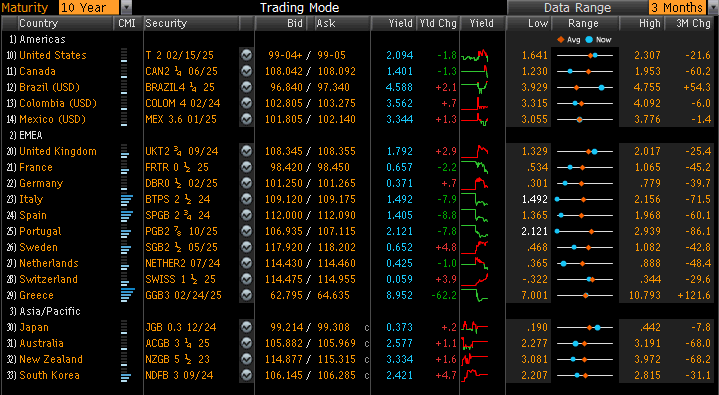 Maturity 10 Year Trading Mode Data Range 3 Months
Country CMI Security Bid Ask Yield Yld Chg Yield Low Range High 3M Chg
1) Americas Avg Now
10) United States T 2 02/15/25 99-04+ / 99-05 2.094 -1.8 1.641 2.307 -21.6
11) Canada CAN2 ¼ 06/25 108.042 / 108.092 1.401 -1.3 1.230 1.953 -60.2
12) Brazil (USD) BRAZIL4 ¼ 25 96.840 / 97.340 4.588 +2.1 3.929 4.755 +54.3
13) Colombia (USD) COLOM 4 02/24 102.805 / 103.275 3.562 +.7 3.315 4.092 -6.0
14) Mexico (USD) MEX 3.6 01/25 101.805 / 102.140 3.344 +1.3 3.055 3.776 -1.4
2) EMEA
20) United Kingdom UKT2 ¾ 09/24 108.345 / 108.355 1.792 +2.9 1.329 2.017 -25.4
21) France FRTR 0 ½ 25 98.420 / 98.450 0.657 -2.2 .534 1.065 -45.2
22) Germany DBR0 ½ 02/25 101.250 / 101.265 0.371 +.7 .301 .779 -39.7
23) Italy BTPS 2 ½ 24 109.120 / 109.175 1.492 -7.9 1.492 2.156 -71.5
24) Spain SPGB 2 ¾ 24 112.000 / 112.090 1.405 -8.8 1.365 1.968 -60.1
25) Portugal PGB2 ⅞ 10/25 106.935 / 107.115 2.121 -7.8 2.121 2.939 -86.1
26) Sweden SGB2 ½ 05/25 117.920 / 118.202 0.652 +4.8 .468 1.082 -42.8
27) Netherlands NETHER2 07/24 114.430 / 114.530 0.425 -1.0 .365 .888 -48.4
28) Switzerland SWISS 1 ½ 25 114.475 / 114.955 0.059 +3.9 -.322 .344 -29.6
29) Greece GGB3 02/24/25 62.795 / 64.635 8.952 -62.2 7.001 10.793 +121.6
3) Asia/Pacific
30) Japan JGB 0.3 12/24 99.214 / 99.308 c 0.373 +.2 .190 .442 -7.8
31) Australia ACGB 3 ¼ 25 105.882 / 105.969 c 2.577 +1.1 2.277 3.191 -68.0
32) New Zealand NZGB 5 ½ 23 114.877 / 115.315 c 3.334 +1.6 3.081 3.972 -68.2
33) South Korea NDFB 3 09/24 106.145 / 106.285 c 2.421 +4.7 2.207 2.815 -31.1